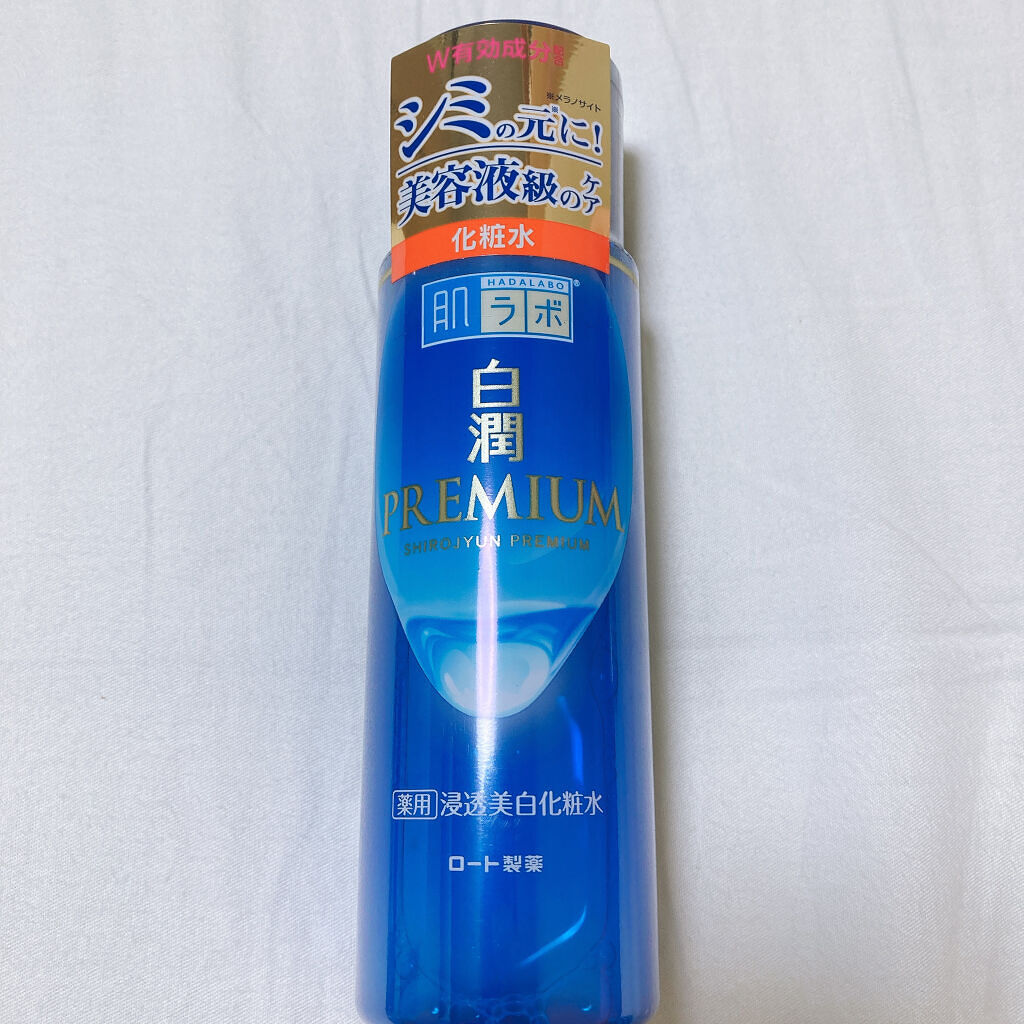 W有効成分配合
※メラノサイト
シミの元※に!
美容液級のケア
化粧水
HADALABO®
肌ラボ
白潤
PREMIUM
SHIROJYUN PREMIUM
薬用 浸透美白化粧水
ロート製薬